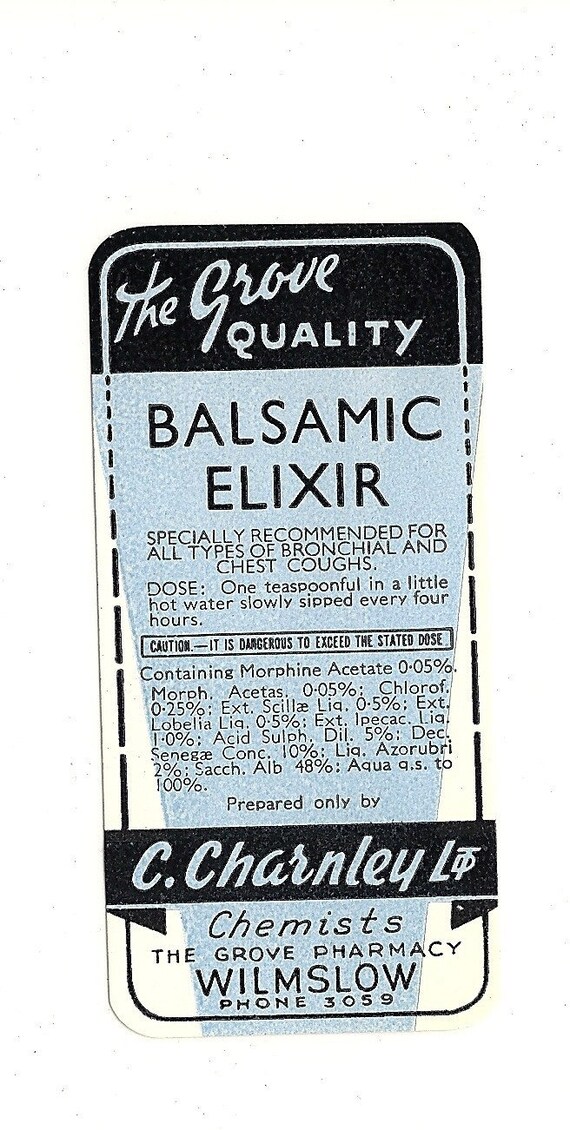 The Grove
QUALITY
BALSAMIC
ELIXIR
SPECIALLY RECOMMENDED FOR
ALL TYPES OF BRONCHIAL AND
CHEST COUGHS.
DOSE: One teaspoonful in a little
hot water slowly sipped every four
hours.
CAUTION.—IT IS DANGEROUS TO EXCEED THE STATED DOSE
Containing Morphine Acetate 0·05%.
Morph. Acetas. 0·05%; Chlorof.
0·25%; Ext. Scillæ Liq. 0·5%; Ext.
Lobelia Liq. 0·5%; Ext. Ipecac. Liq.
1·0%; Acid Sulph. Dil. 5%; Dec.
Senegæ Conc. 10%; Liq. Azorubri
2%; Sacch. Alb 48%; Aqua q.s. to
100%.
Prepared only by
C. Charnley LTD
Chemists
THE GROVE PHARMACY
WILMSLOW
PHONE 3059